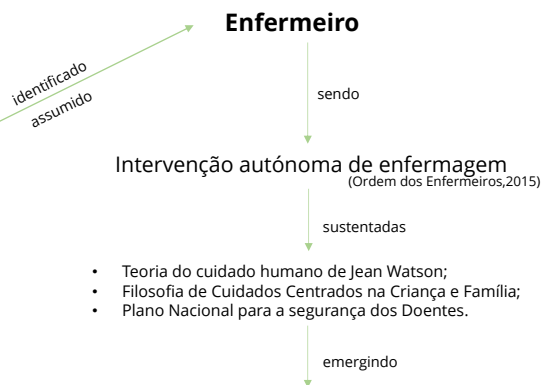 Enfermeiro
identificado
assumido
sendo
Intervenção autónoma de enfermagem
(Ordem dos Enfermeiros,2015)
sustentadas
• Teoria do cuidado humano de Jean Watson;
• Filosofia de Cuidados Centrados na Criança e Família;
• Plano Nacional para a segurança dos Doentes.
emergindo